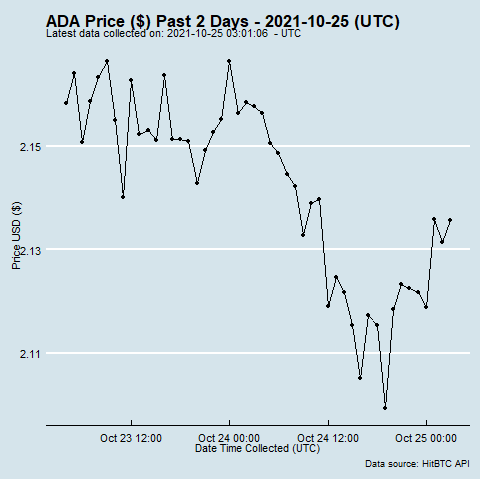 ADA Price ($) Past 2 Days - 2021-10-25 (UTC)
Latest data collected on: 2021-10-25 03:01:06 - UTC
2.15
2.13
2.11
Price USD ($)
Oct 23 12:00 Oct 24 00:00 Oct 24 12:00 Oct 25 00:00
Date Time Collected (UTC)
Data source: HitBTC API